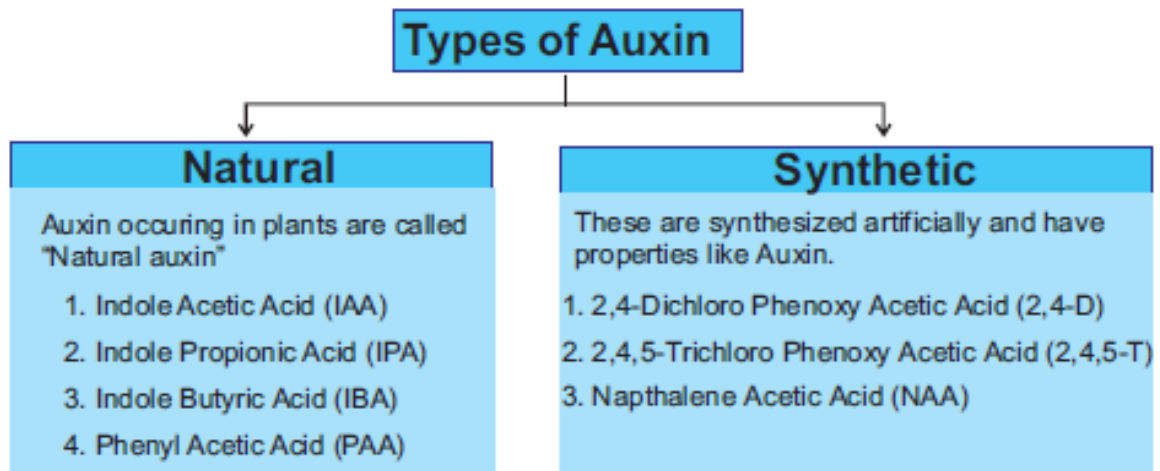 Types of Auxin
Natural
Auxin occuring in plants are called
"Natural auxin"
1. Indole Acetic Acid (IAA)
2. Indole Propionic Acid (IPA)
3. Indole Butyric Acid (IBA)
4. Phenyl Acetic Acid (PAA)
Synthetic
These are synthesized artificially and have
properties like Auxin.
1. 2,4-Dichloro Phenoxy Acetic Acid (2,4-D)
2. 2,4,5-Trichloro Phenoxy Acetic Acid (2,4,5-T)
3. Napthalene Acetic Acid (NAA)